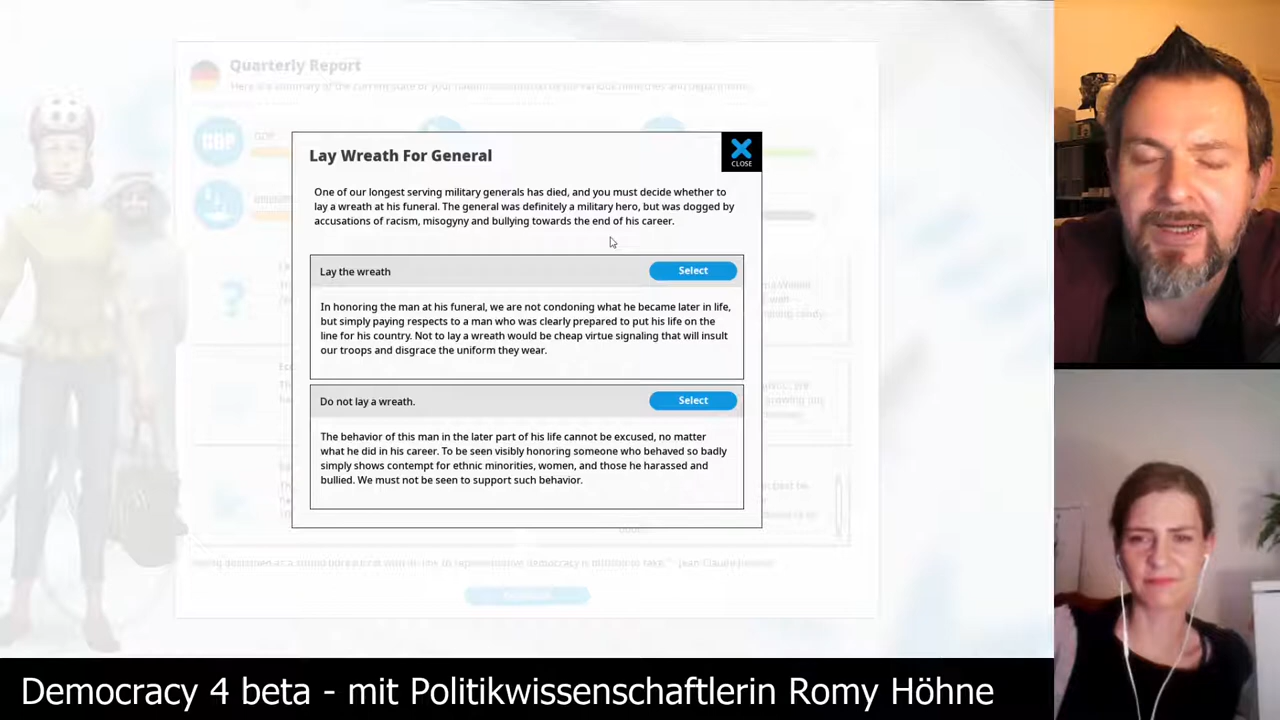 Quarterly Report
GDP
Lay Wreath For General
CLOSE
One of our longest serving military generals has died, and you must decide whether to
lay a wreath at his funeral. The general was definitely a military hero, but was dogged by
accusations of racism, misogyny and bullying towards the end of his career.
Lay the wreath
Select
In honoring the man at his funeral, we are not condoning what he became later in life,
but simply paying respects to a man who was clearly prepared to put his life on the
line for his country. Not to lay a wreath would be cheap virtue signaling that will insult
our troops and disgrace the uniform they wear.
Do not lay a wreath.
Select
The behavior of this man in the later part of his life cannot be excused, no matter
what he did in his career. To be seen visibly honoring someone who behaved so badly
simply shows contempt for ethnic minorities, women, and those he harassed and
bullied. We must not be seen to support such behavior.
Democracy 4 beta - mit Politikwissenschaftlerin Romy Höhne